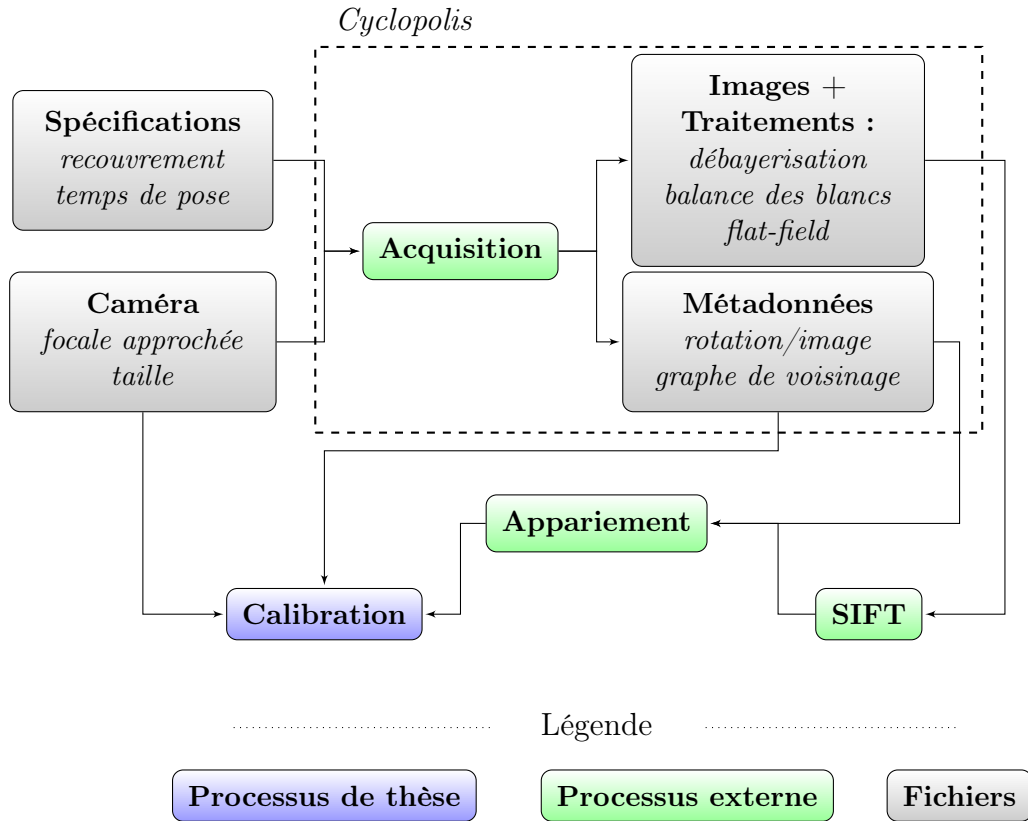 Cyclopolis
Spécifications
recouvrement
temps de pose
Images +
Traitements :
débayerisation
balance des blancs
flat-field
Acquisition
Caméra
focale approchée
taille
Métadonnées
rotation/image
graphe de voisinage
Appariement
Calibration
SIFT
Légende
Processus de thèse
Processus externe
Fichiers